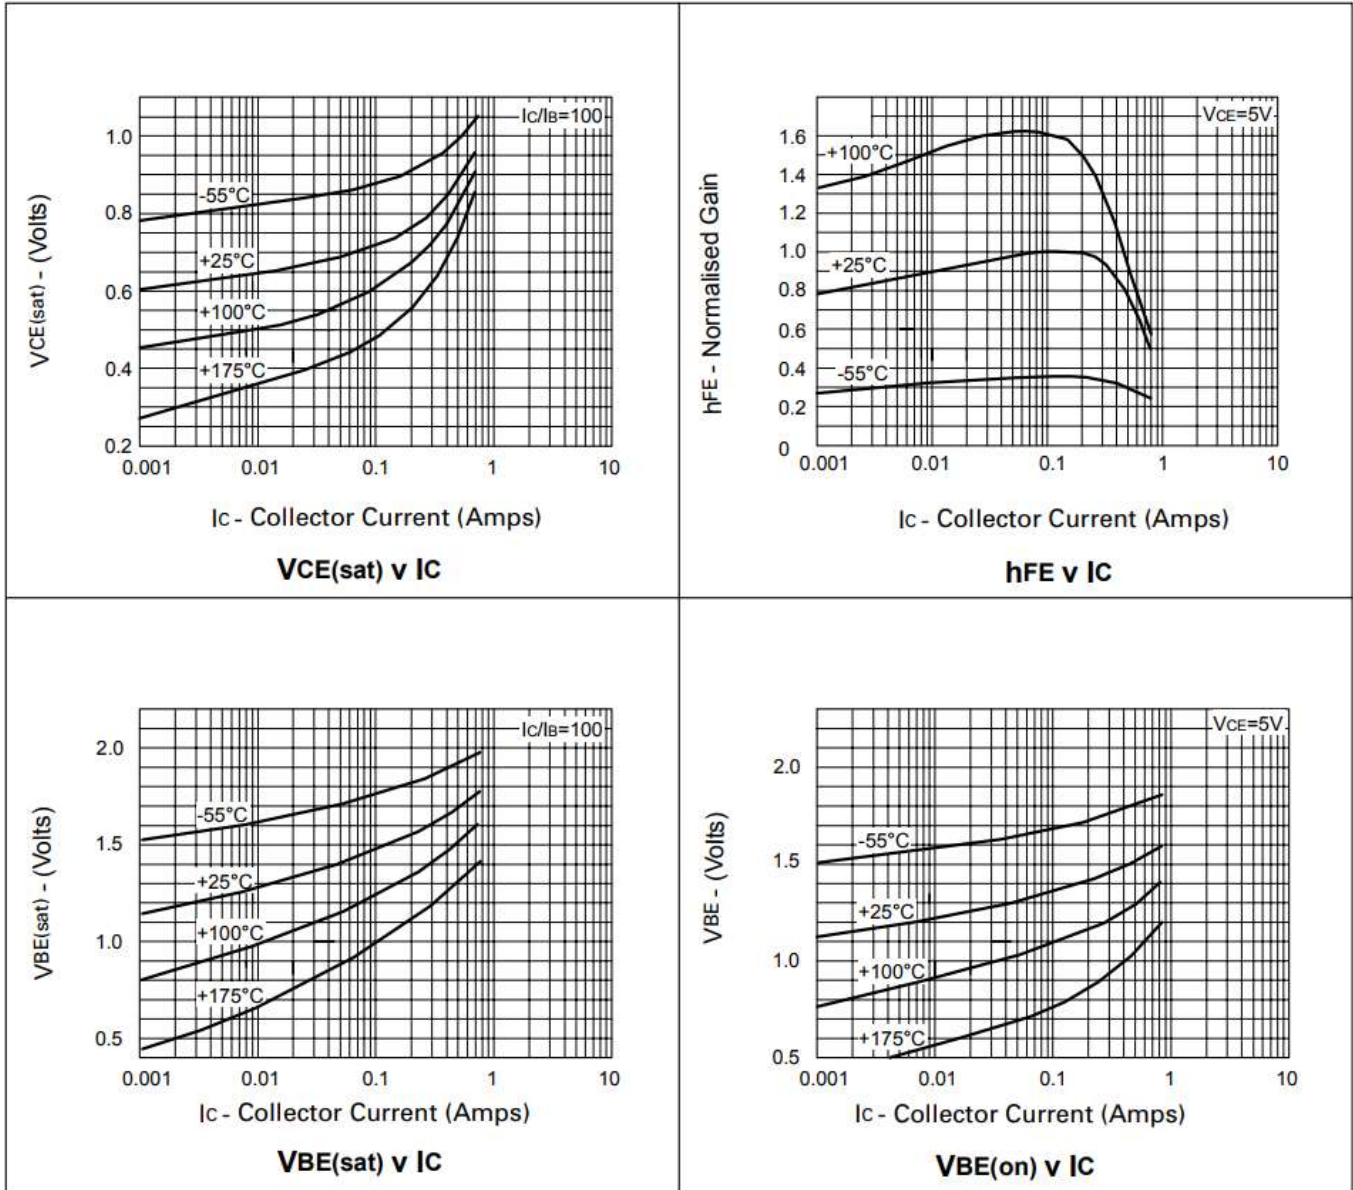 VCE(sat) - (Volts)
IC/IB=100
1.0
0.8
0.6
0.4
0.2
-55°C
+25°C
+100°C
+175°C
0.001 0.01 0.1 1 10
IC - Collector Current (Amps)
VCE(sat) v IC
hFE - Normalised Gain
VCE=5V
1.6
1.4
1.2
1.0
0.8
0.6
0.4
0.2
0
+100°C
+25°C
-55°C
0.001 0.01 0.1 1 10
IC - Collector Current (Amps)
hFE v IC
VBE(sat) - (Volts)
IC/IB=100
2.0
1.5
1.0
0.5
-55°C
+25°C
+100°C
+175°C
0.001 0.01 0.1 1 10
IC - Collector Current (Amps)
VBE(sat) v IC
VBE - (Volts)
VCE=5V
2.0
1.5
1.0
0.5
-55°C
+25°C
+100°C
+175°C
0.001 0.01 0.1 1 10
IC - Collector Current (Amps)
VBE(on) v IC